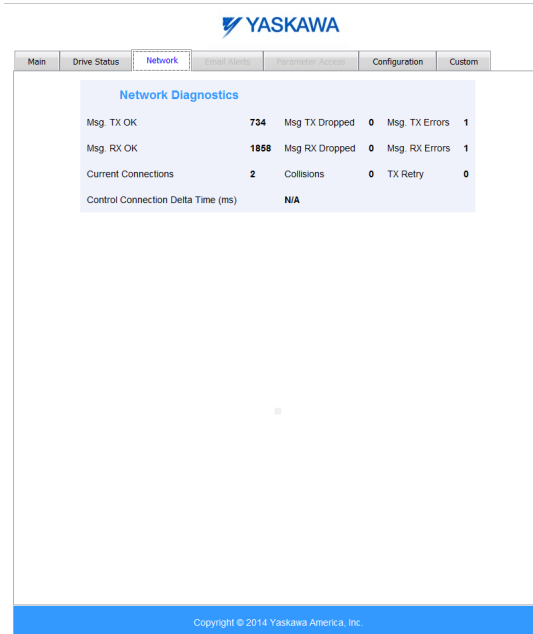 YASKAWA
Main Drive Status Network Email Alerts Parameter Access Configuration Custom
Network Diagnostics
Msg. TX OK 734 Msg TX Dropped 0 Msg. TX Errors 1
Msg. RX OK 1858 Msg RX Dropped 0 Msg. RX Errors 1
Current Connections 2 Collisions 0 TX Retry 0
Control Connection Delta Time (ms) N/A
Copyright © 2014 Yaskawa America, Inc.